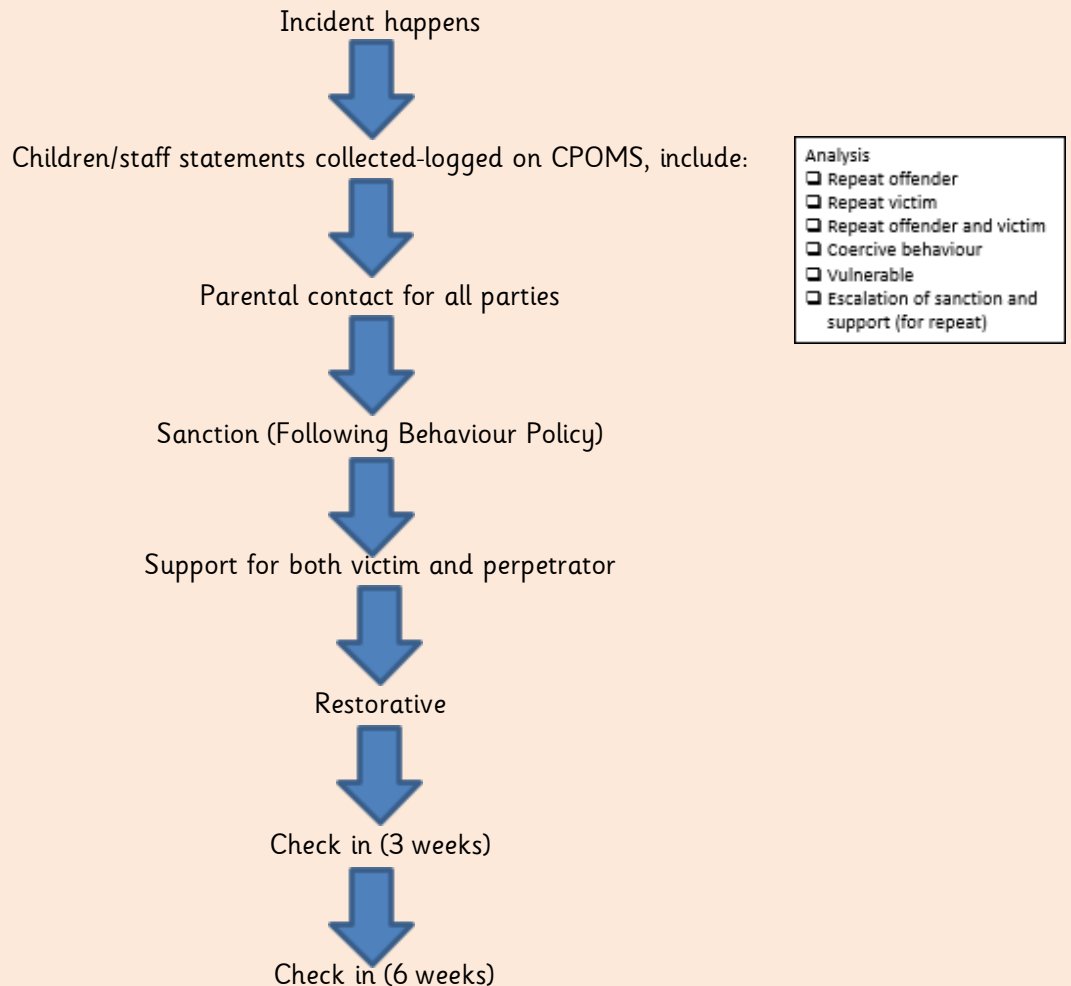 Incident happens
Children/staff statements collected-logged on CPOMS, include:
Analysis
❑ Repeat offender
❑ Repeat victim
❑ Repeat offender and victim
❑ Coercive behaviour
❑ Vulnerable
❑ Escalation of sanction and
support (for repeat)
Parental contact for all parties
Sanction (Following Behaviour Policy)
Support for both victim and perpetrator
Restorative
Check in (3 weeks)
Check in (6 weeks)